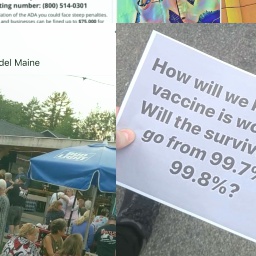 ting number: (800) 514-0301
ation of the ADA you could face steep penalties.
and businesses can be fined up to $75,000 for
del Maine
How will we
vaccine is wo
Will the surviv
go from 99.7%
99.8%?